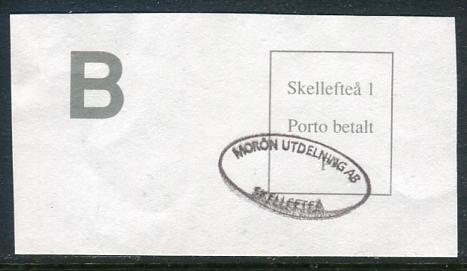 B
Skellefteå 1
Porto betalt
MORÖN UTDELNING AB
SKELLEFTEÅ